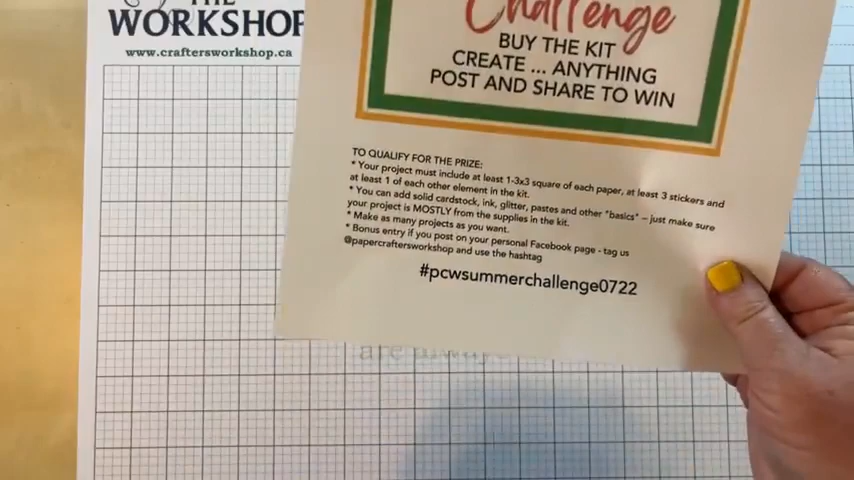 THE
WORKSHOP
www.craftersworkshop.ca
Challenge
BUY THE KIT
CREATE ... ANYTHING
POST AND SHARE TO WIN
TO QUALIFY FOR THE PRIZE:
* Your project must include at least 1-3x3 square of each paper, at least 3 stickers and
at least 1 of each other element in the kit.
* You can add solid cardstock, ink, glitter, pastes and other "basics" – just make sure
your project is MOSTLY from the supplies in the kit.
* Make as many projects as you want.
* Bonus entry if you post on your personal Facebook page - tag us
@papercraftersworkshop and use the hashtag
#pcwsummerchallenge0722
are always